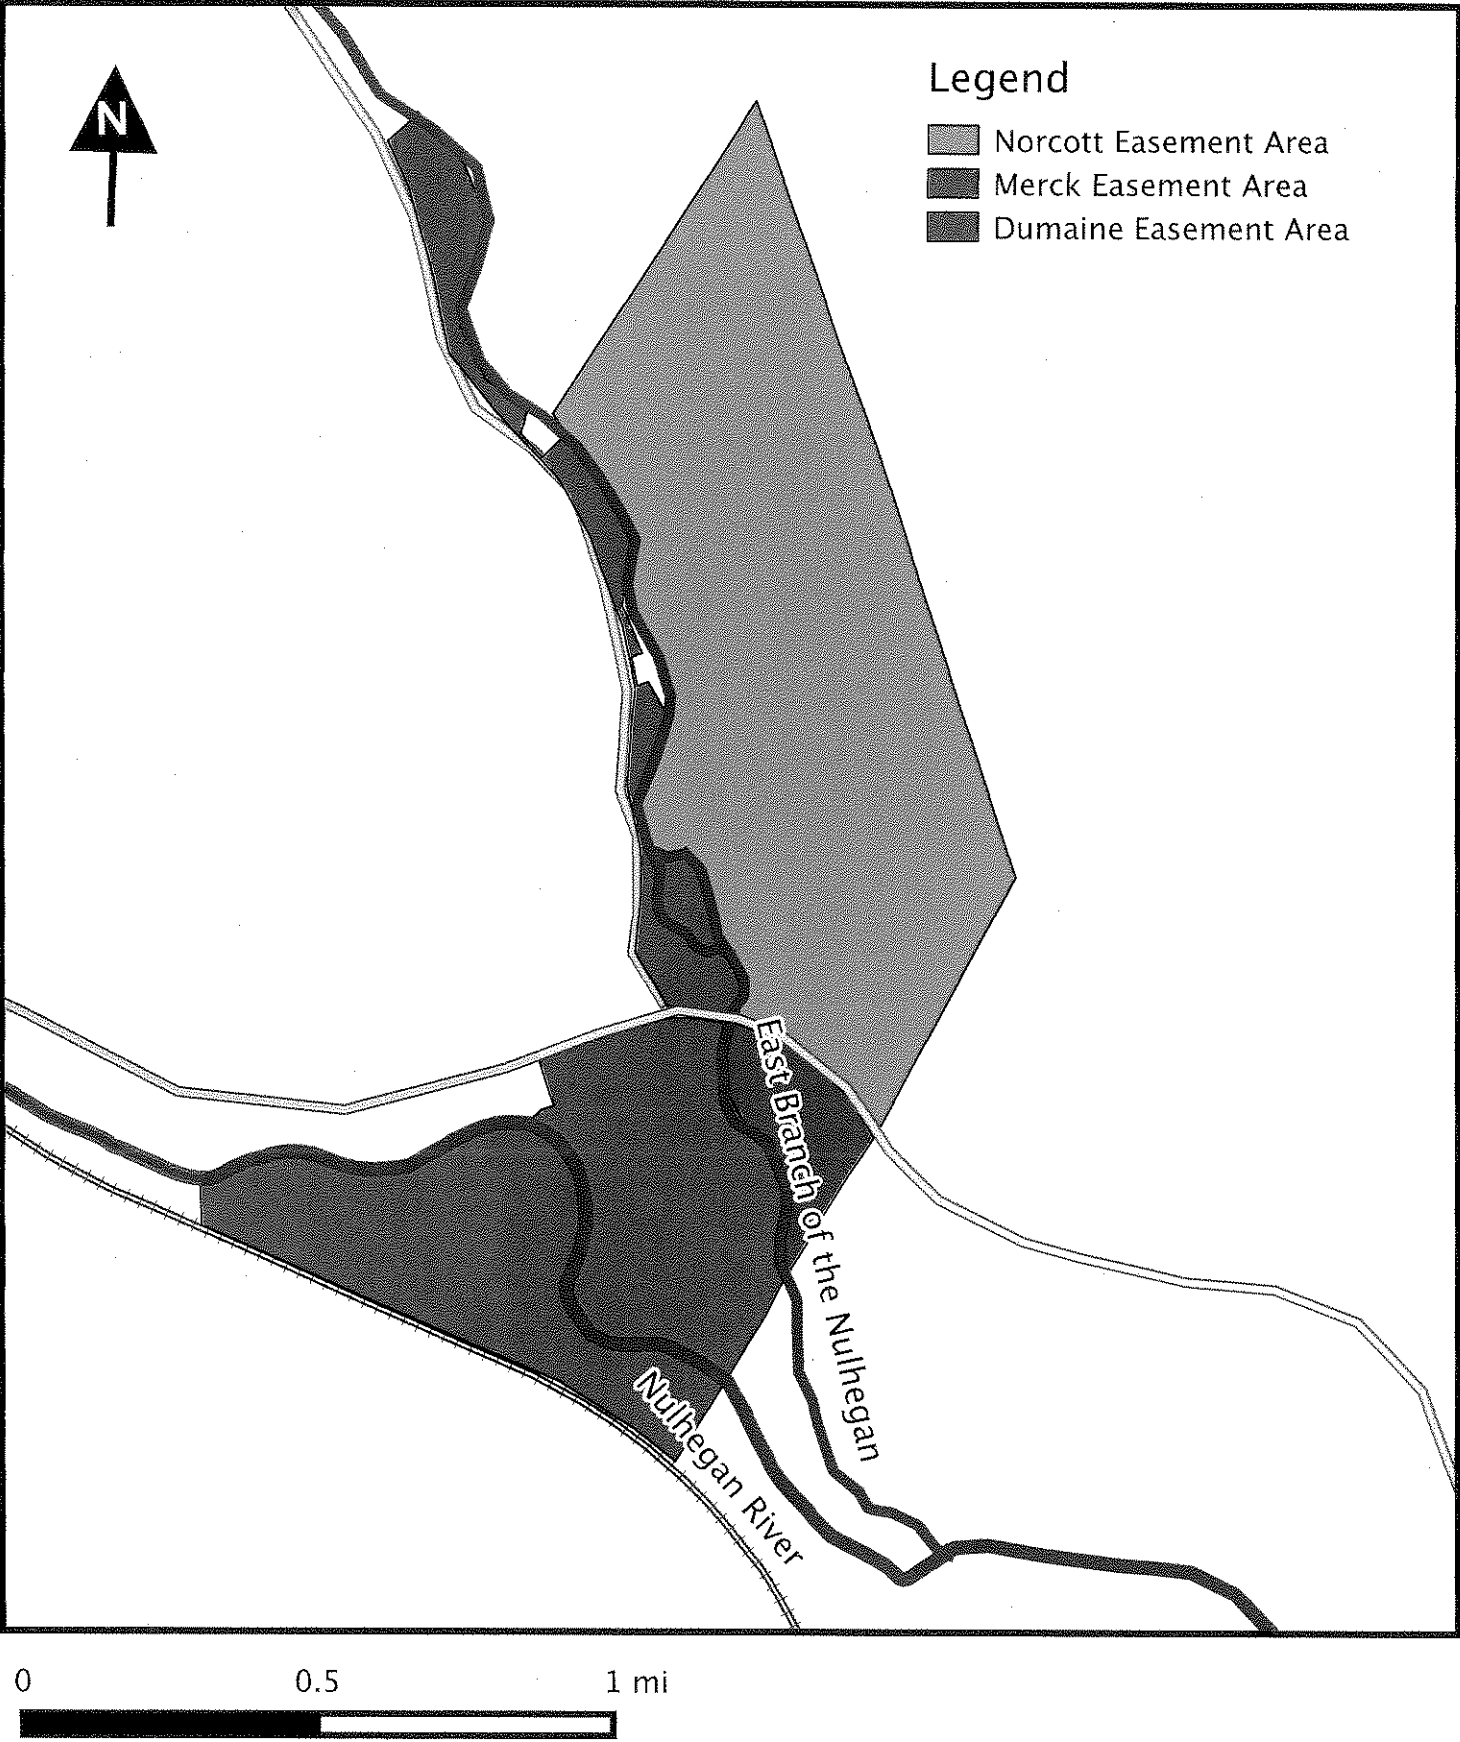 N
Legend
Norcott Easement Area
Merck Easement Area
Dumaine Easement Area
East Branch of the Nulhegan
Nulhegan River
0 0.5 1 mi